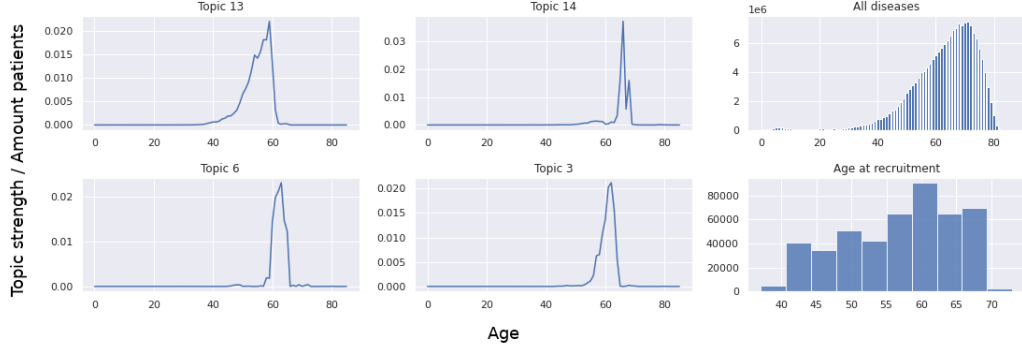 Topic 13
0.020
0.015
0.010
0.005
0.000
0 20 40 60 80
Topic 14
0.03
0.02
0.01
0.00
0 20 40 60 80
1e6
All diseases
6
4
2
0
0 20 40 60 80
Topic 6
0.02
0.01
0.00
0 20 40 60 80
Topic 3
0.020
0.015
0.010
0.005
0.000
0 20 40 60 80
Age at recruitment
80000
60000
40000
20000
0
40 45 50 55 60 65 70
Topic strength / Amount patients
Age